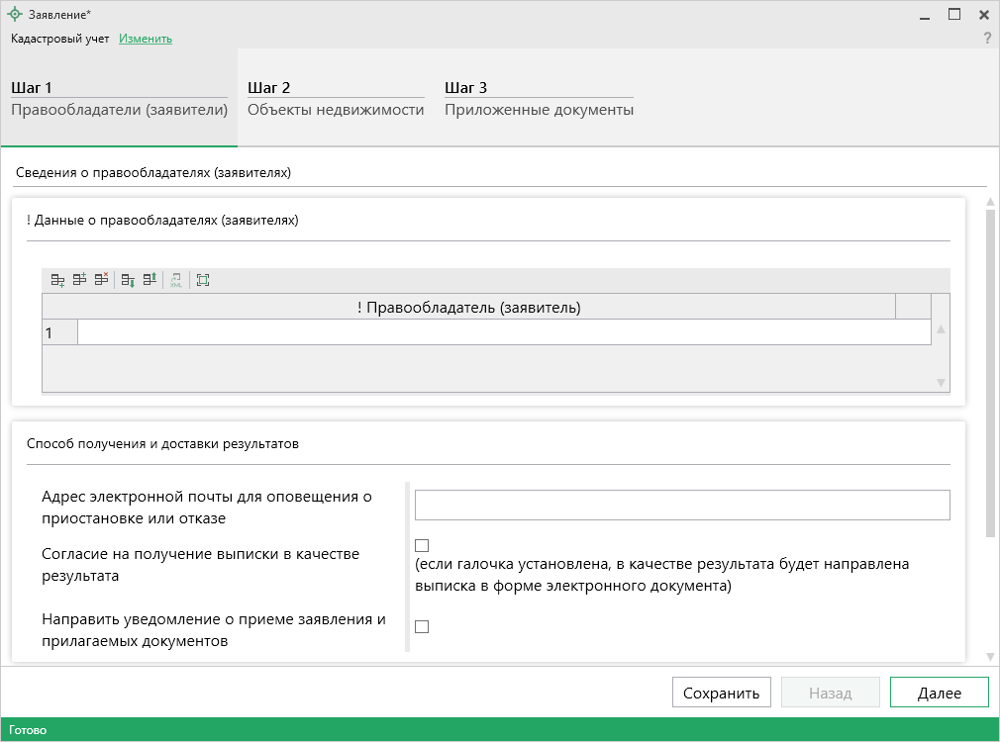 Заявление*
Кадастровый учет Изменить
?
Шаг 1
Правообладатели (заявители)
Шаг 2
Объекты недвижимости
Шаг 3
Приложенные документы
Сведения о правообладателях (заявителях)
! Данные о правообладателях (заявителях)
XML
! Правообладатель (заявитель)
1
Способ получения и доставки результатов
Адрес электронной почты для оповещения о
приостановке или отказе
Согласие на получение выписки в качестве
результата
(если галочка установлена, в качестве результата будет направлена
выписка в форме электронного документа)
Направить уведомление о приеме заявления и
прилагаемых документов
Сохранить
Назад
Далее
Готово